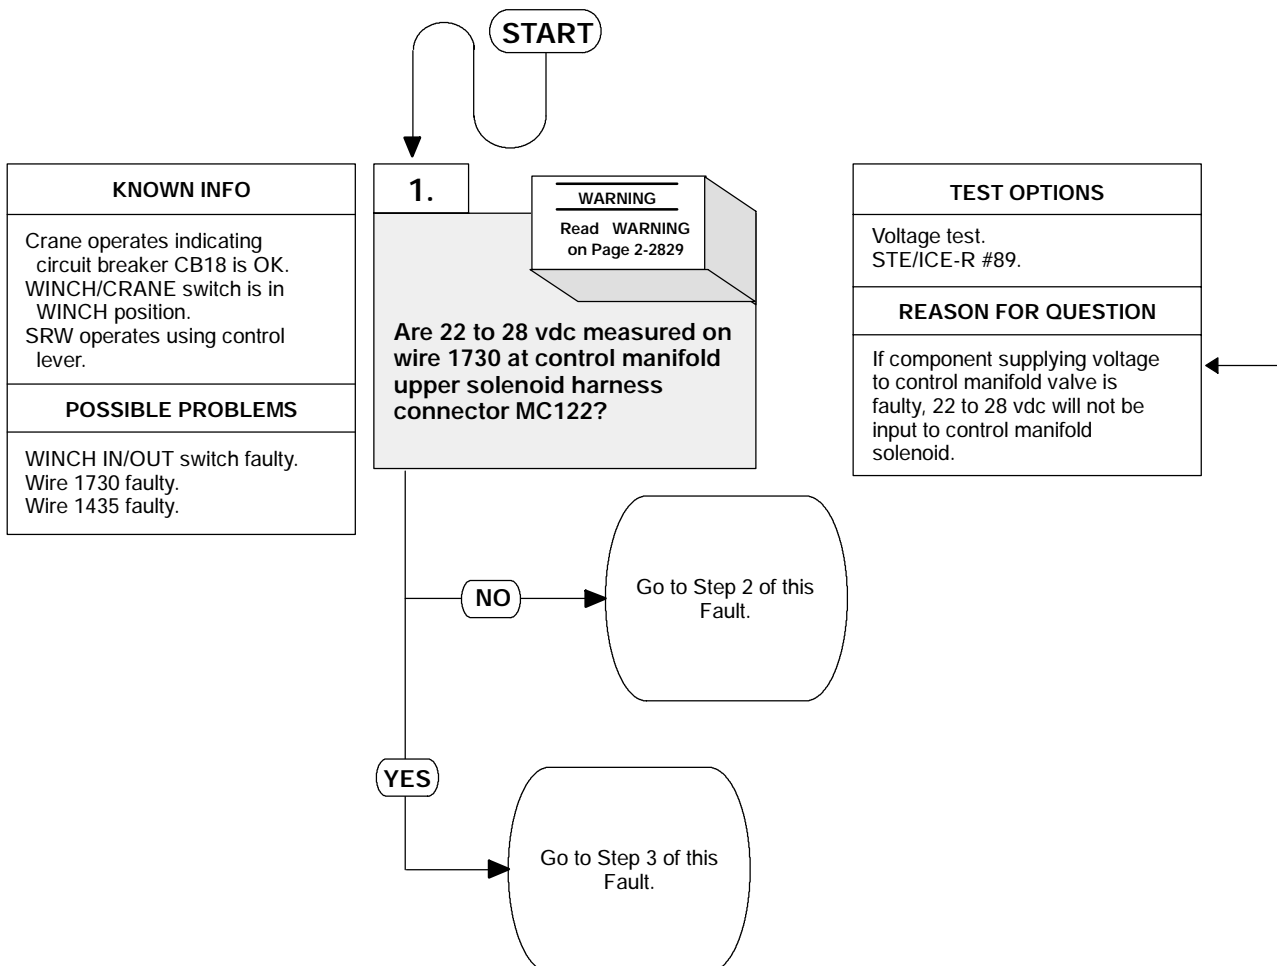 START
KNOWN INFO
Crane operates indicating
circuit breaker CB18 is OK.
WINCH/CRANE switch is in
WINCH position.
SRW operates using control
lever.
POSSIBLE PROBLEMS
WINCH IN/OUT switch faulty.
Wire 1730 faulty.
Wire 1435 faulty.
1.
WARNING
Read WARNING
on Page 2-2829
Are 22 to 28 vdc measured on
wire 1730 at control manifold
upper solenoid harness
connector MC122?
TEST OPTIONS
Voltage test.
STE/ICE-R #89.
REASON FOR QUESTION
If component supplying voltage
to control manifold valve is
faulty, 22 to 28 vdc will not be
input to control manifold
solenoid.
NO
Go to Step 2 of this
Fault.
YES
Go to Step 3 of this
Fault.